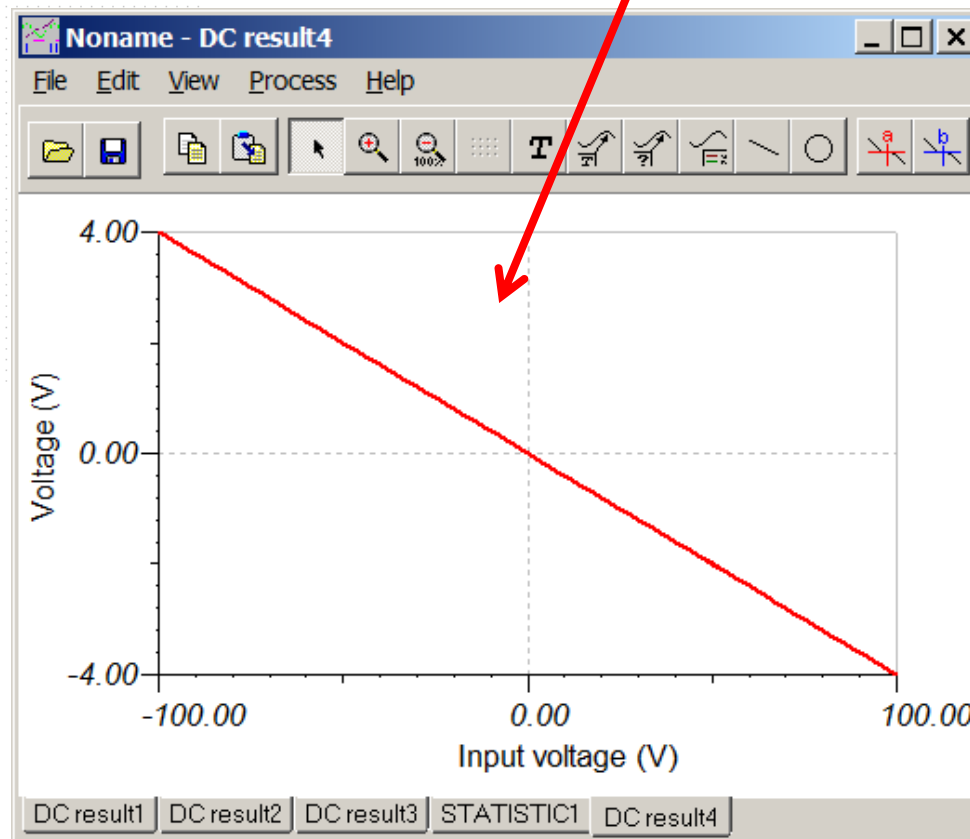 Noname - DC result4
File Edit View Process Help
100% T T ? = x a b
4.00
0.00
-4.00
Voltage (V)
-100.00 0.00 100.00
Input voltage (V)
DC result1 DC result2 DC result3 STATISTIC1 DC result4